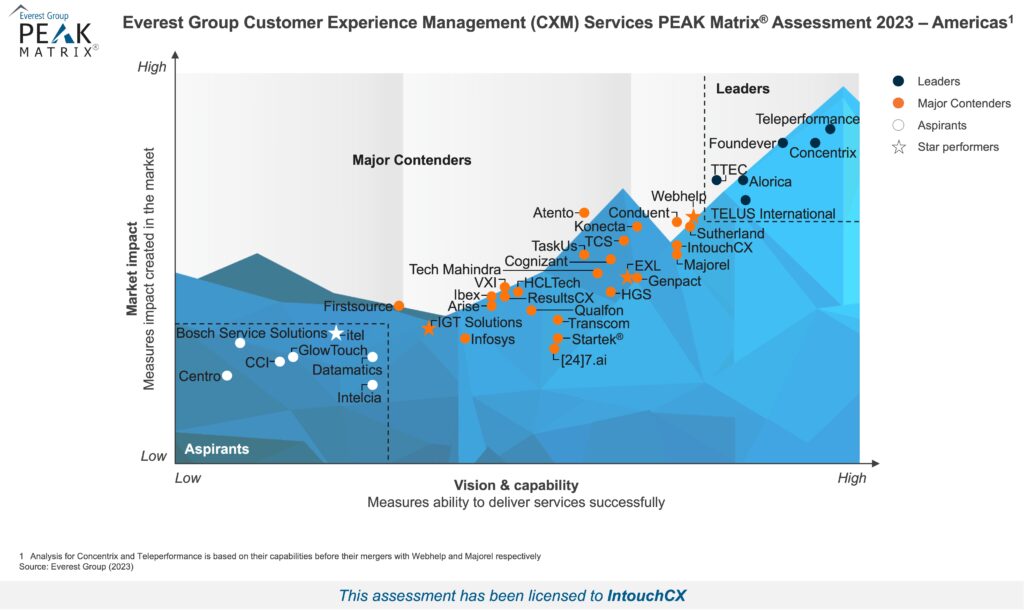 Everest Group
PEAK
MATRIX®
Everest Group Customer Experience Management (CXM) Services PEAK Matrix® Assessment 2023 – Americas1
High
Leaders
Leaders
Major Contenders
Aspirants
Star performers
Teleperformance
Foundever
Concentrix
Major Contenders
TTEC
Alorica
Webhelp
Atento
Conduent
TELUS International
Konecta
Sutherland
TCS
TaskUs
IntouchCX
Cognizant
EXL
Majorel
Tech Mahindra
VXI
HCLTech
Genpact
Ibex
ResultsCX
HGS
Firstsource
Arise
Qualfon
IGT Solutions
Transcom
Bosch Service Solutions
itel
Infosys
Startek®
GlowTouch
CCI
Datamatics
[24]7.ai
Centro
Intelcia
Aspirants
Market impact
Measures impact created in the market
Low
Low
Vision & capability
High
Measures ability to deliver services successfully
1 Analysis for Concentrix and Teleperformance is based on their capabilities before their mergers with Webhelp and Majorel respectively
Source: Everest Group (2023)
This assessment has been licensed to IntouchCX